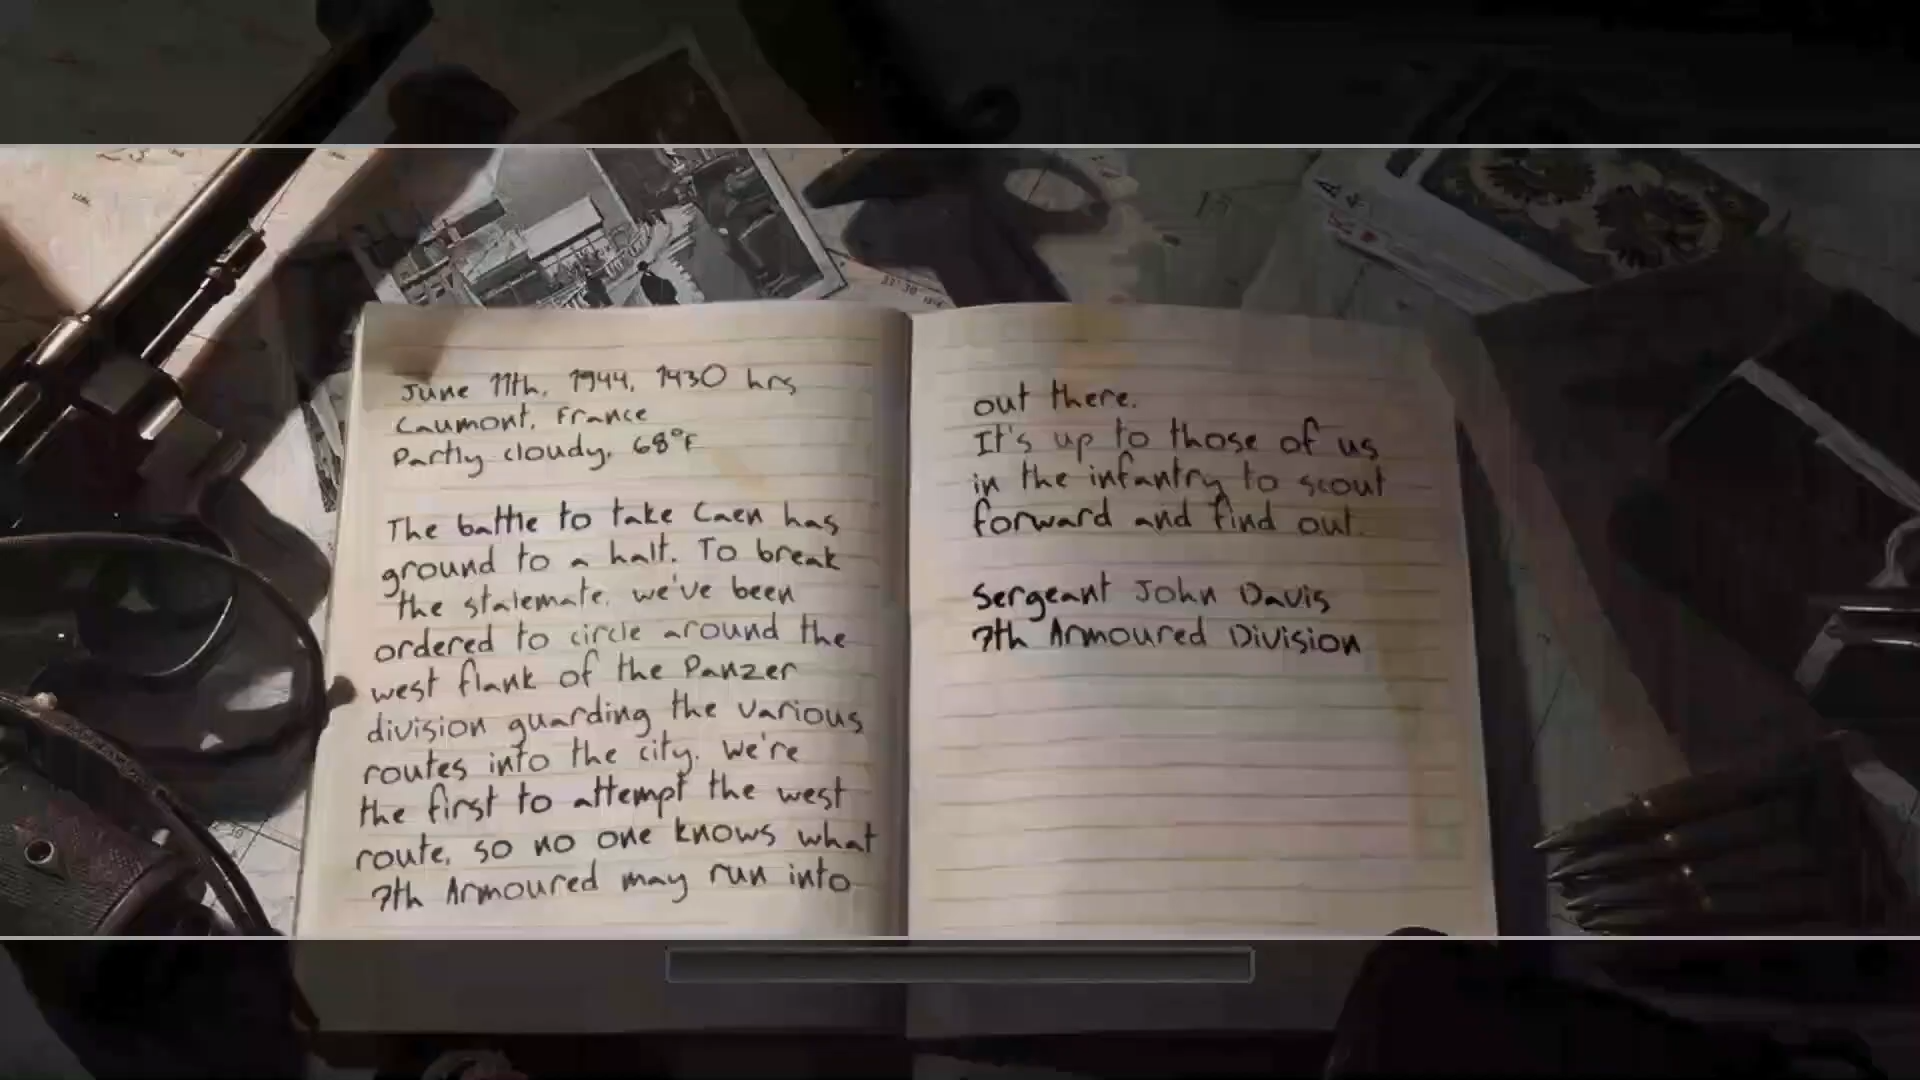 June 11th, 1944, 1430 hrs
Caumont, France
Partly cloudy, 68°F
The battle to take Caen has
ground to a halt. To break
the stalemate, we've been
ordered to circle around the
west flank of the Panzer
division guarding the various
routes into the city. We're
the first to attempt the west
route, so no one knows what
7th Armoured may run into
out there.
It's up to those of us
in the infantry to scout
forward and find out.
Sergeant John Davis
7th Armoured Division